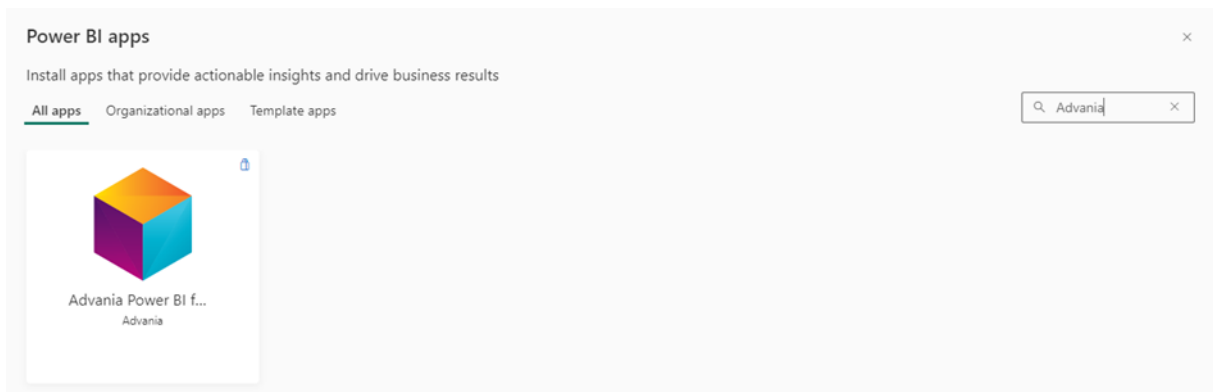 Power BI apps
Install apps that provide actionable insights and drive business results
All apps Organizational apps Template apps
Advania
Advania Power BI f...
Advania